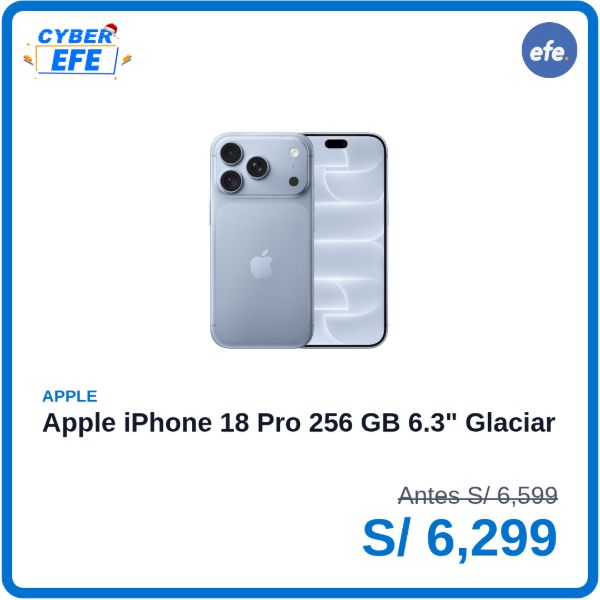 CYBER
EFE
efe.
APPLE
Apple iPhone 18 Pro 256 GB 6.3" Glaciar
Antes S/ 6,599
S/ 6,299